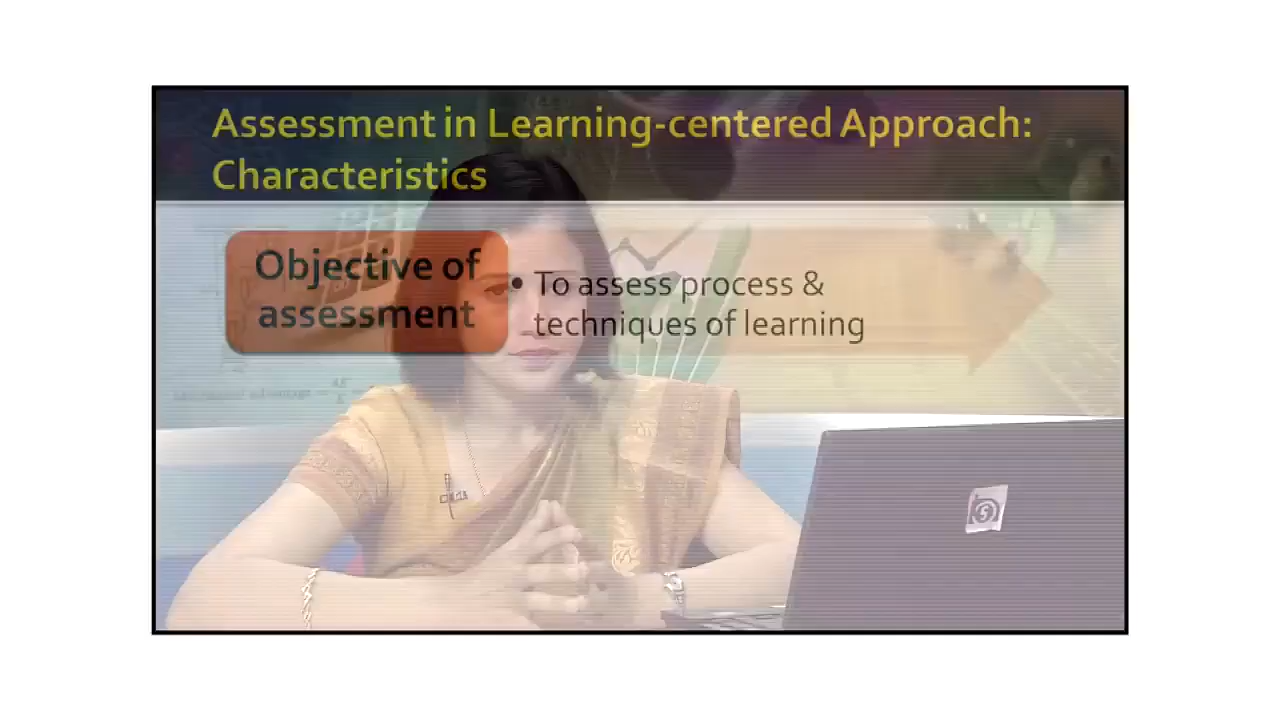 Assessment in Learning-centered Approach:
Characteristics
Objective of
assessment
• To assess process &
techniques of learning